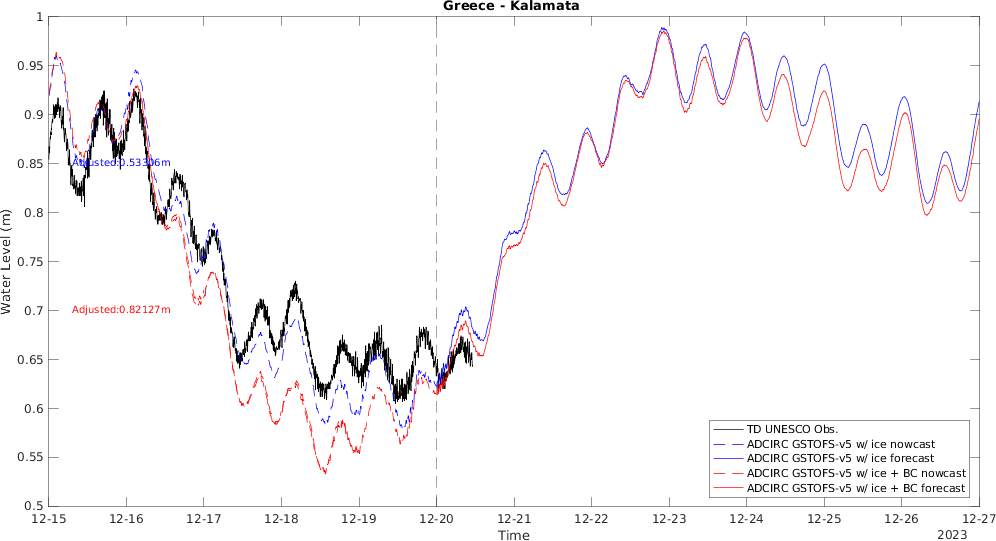 Greece - Kalamata
1
0.95
0.9
0.85
0.8
0.75
0.7
0.65
0.6
0.55
0.5
Water Level (m)
Adjusted:0.53306m
Adjusted:0.82127m
TD UNESCO Obs.
ADCIRC GSTOFS-v5 w/ ice nowcast
ADCIRC GSTOFS-v5 w/ ice forecast
ADCIRC GSTOFS-v5 w/ ice + BC nowcast
ADCIRC GSTOFS-v5 w/ ice + BC forecast
12-15 12-16 12-17 12-18 12-19 12-20 12-21 12-22 12-23 12-24 12-25 12-26 12-27
Time
2023